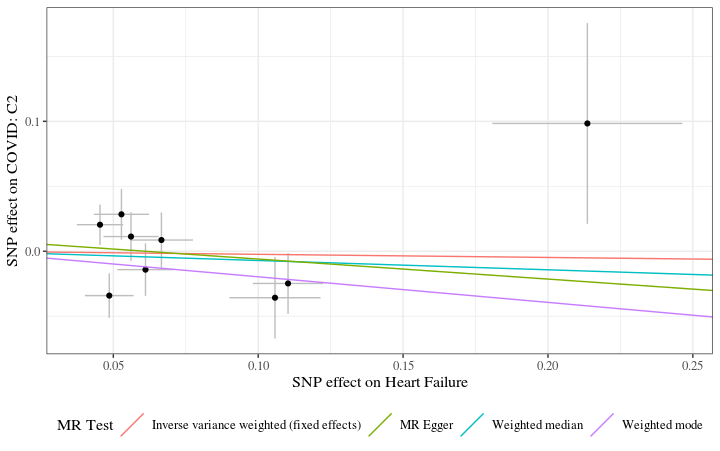 SNP effect on COVID: C2
0.1
0.0
0.05 0.10 0.15 0.20 0.25
SNP effect on Heart Failure
MR Test Inverse variance weighted (fixed effects) MR Egger Weighted median Weighted mode